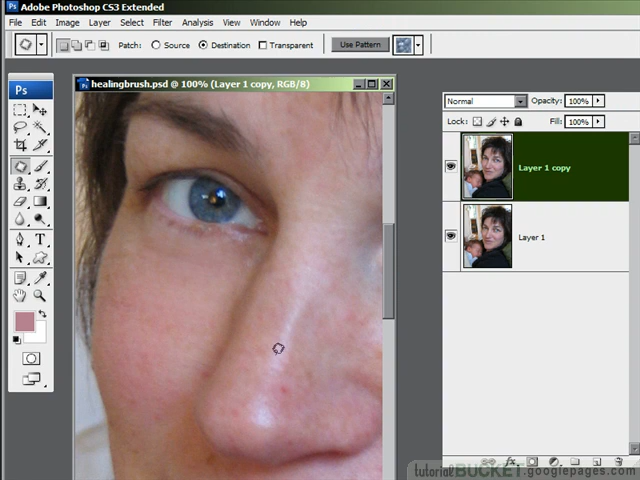 Adobe Photoshop CS3 Extended
File Edit Image Layer Select Filter Analysis View Window Help
Patch: Source Destination Transparent Use Pattern
Ps
healingbrush.psd @ 100% (Layer 1 copy, RGB/8)
Normal Opacity: 100%
Lock: Fill: 100%
Layer 1 copy
Layer 1
T
fx
tutorialBUCKET.googlepages.com